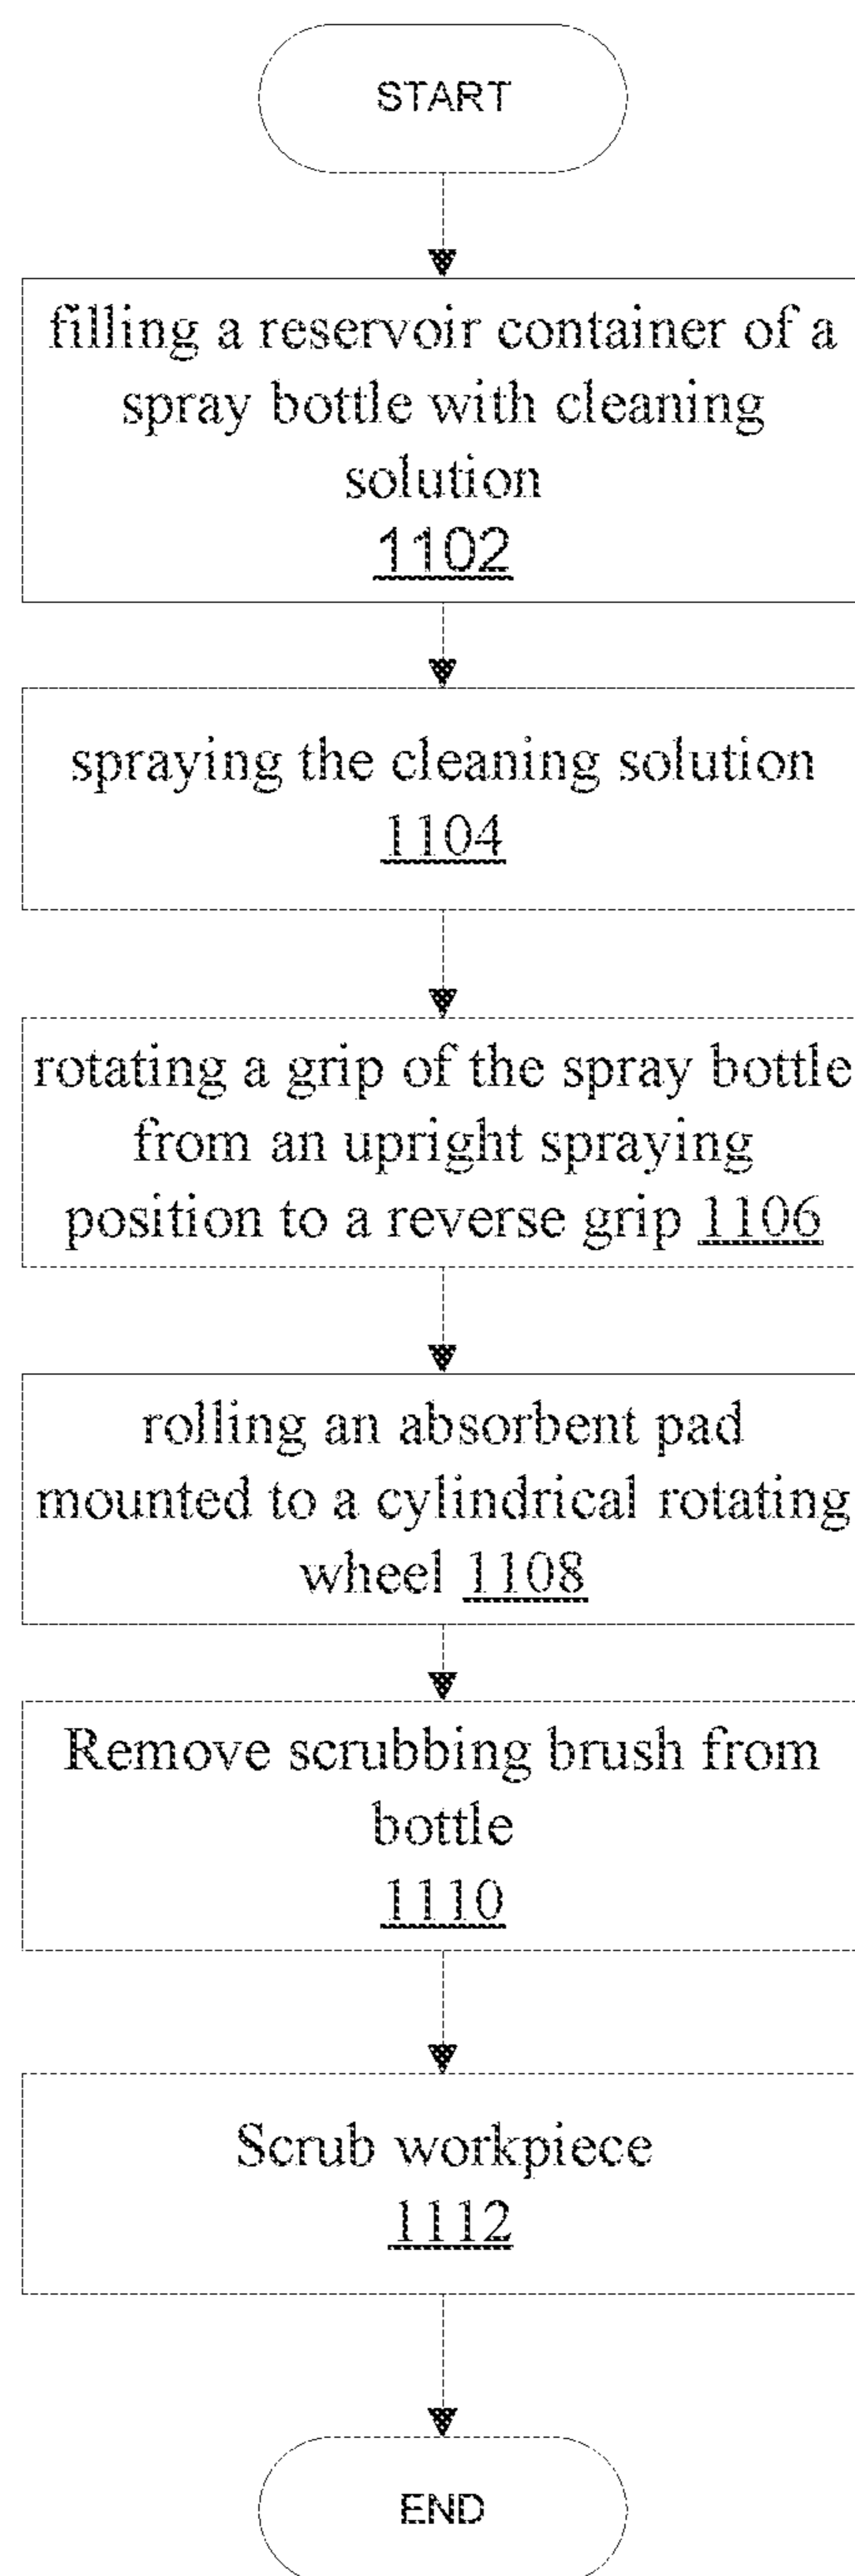 START
filling a reservoir container of a
spray bottle with cleaning
solution
1102
spraying the cleaning solution
1104
rotating a grip of the spray bottle
from an upright spraying
position to a reverse grip 1106
rolling an absorbent pad
mounted to a cylindrical rotating
wheel 1108
Remove scrubbing brush from
bottle
1110
Scrub workpiece
1112
END